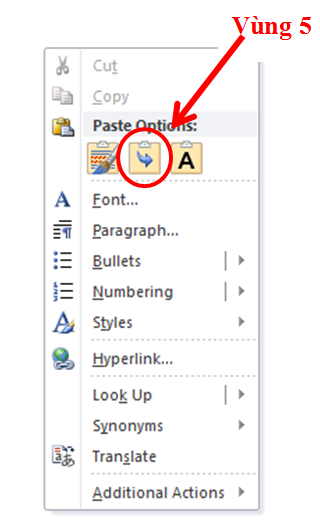 Vùng 5
Cut
Copy
Paste Options:
A
Font...
Paragraph...
Bullets
Numbering
Styles
Hyperlink...
Look Up
Synonyms
Translate
Additional Actions